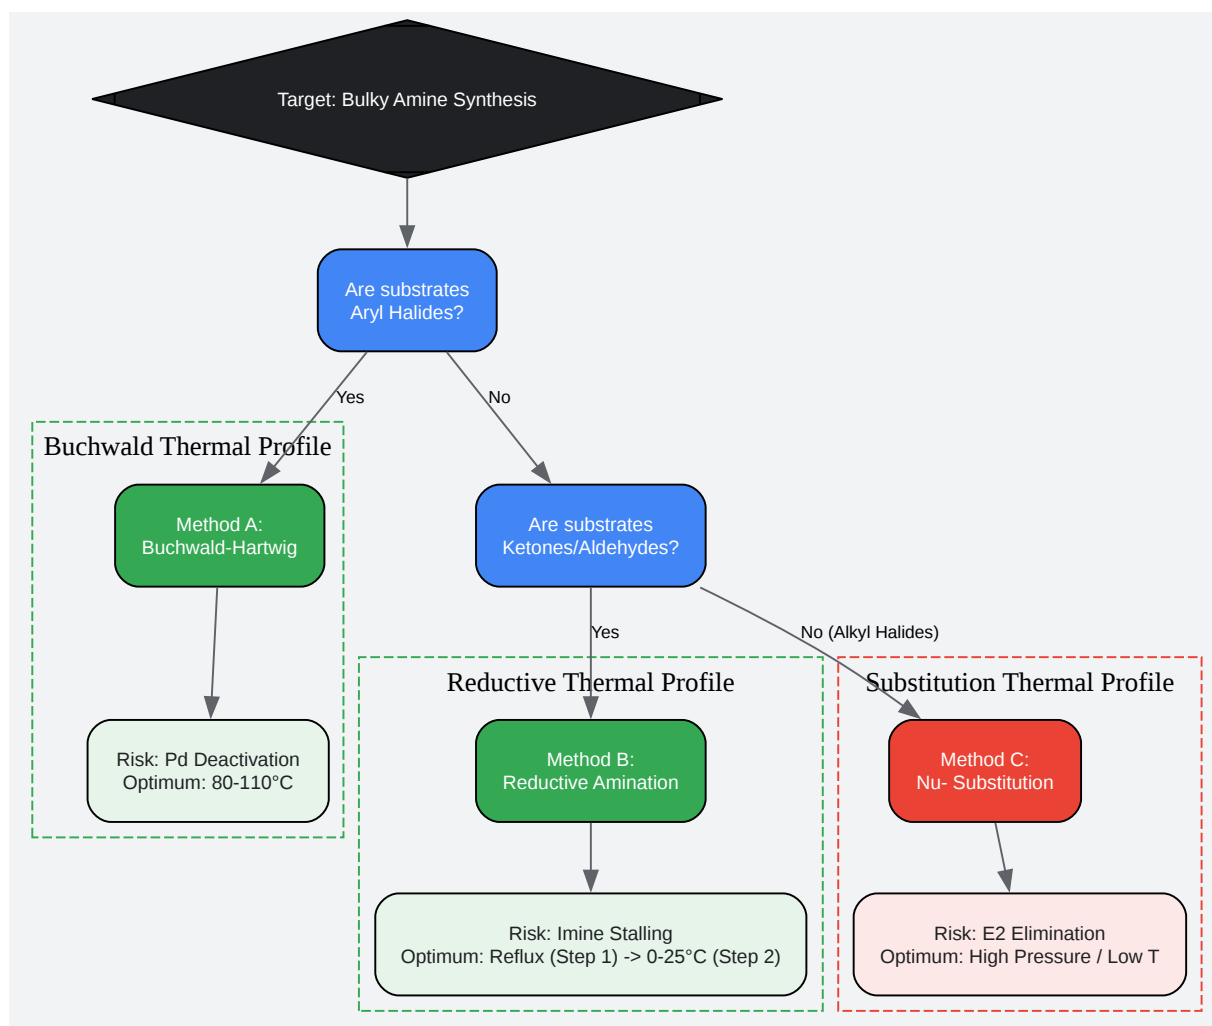 Target: Bulky Amine Synthesis
Are substrates
Aryl Halides?
Yes
No
Buchwald Thermal Profile
Method A:
Buchwald-Hartwig
Are substrates
Ketones/Aldehydes?
Yes
No (Alkyl Halides)
Reductive Thermal Profile
Substitution Thermal Profile
Risk: Pd Deactivation
Optimum: 80-110°C
Method B:
Reductive Amination
Method C:
Nu- Substitution
Risk: Imine Stalling
Optimum: Reflux (Step 1) -> 0-25°C (Step 2)
Risk: E2 Elimination
Optimum: High Pressure / Low T